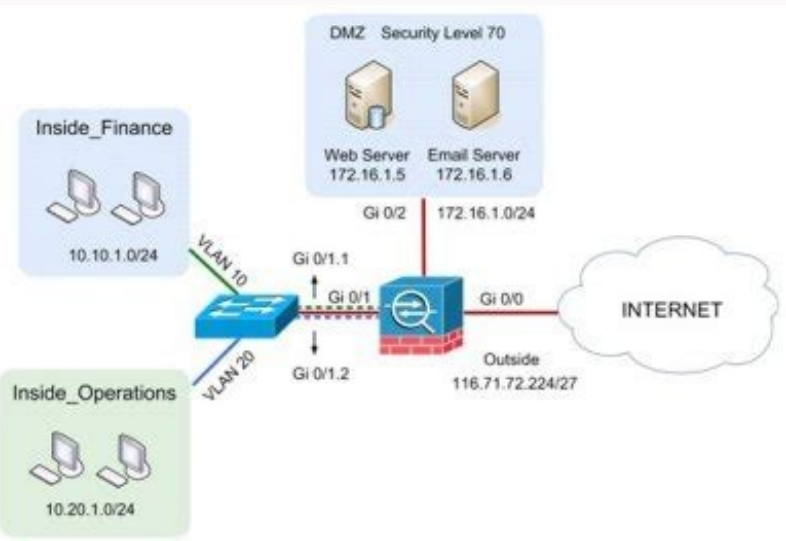 DMZ Security Level 70
Web Server
172.16.1.5
Email Server
172.16.1.6
Inside_Finance
10.10.1.0/24
VLAN 10
Gi 0/2
172.16.1.0/24
Gi 0/1.1
Gi 0/1
Gi 0/0
INTERNET
Gi 0/1.2
Outside
116.71.72.224/27
VLAN 20
Inside_Operations
10.20.1.0/24